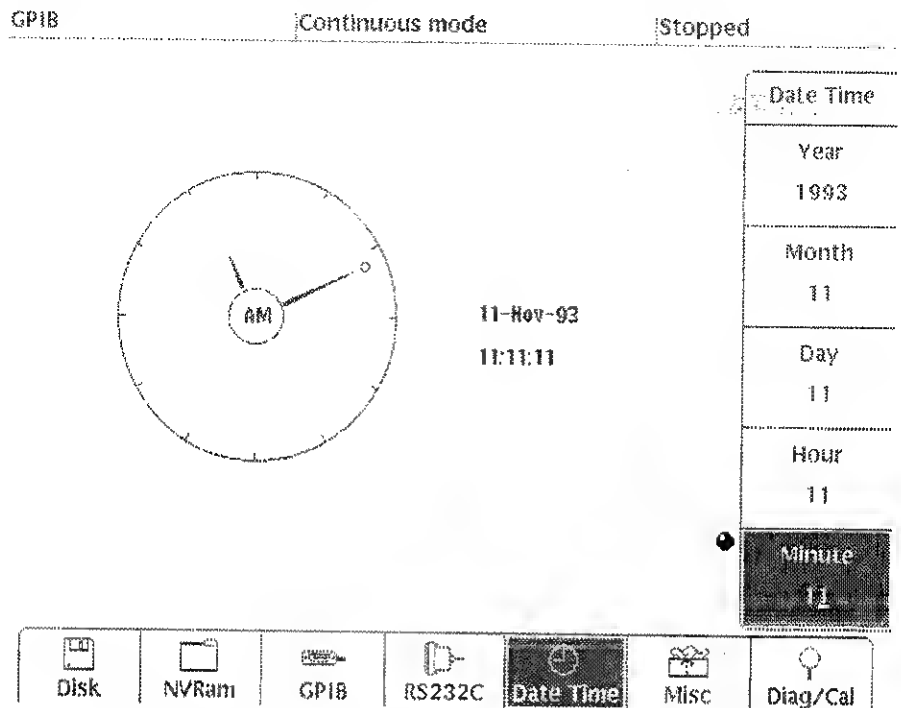 GPIB
Continuous mode
Stopped
Date Time
Year
1993
Month
11
Day
11
Hour
11
Minute
11
AM
11-Nov-93
11:11:11
Disk
NVRam
GPIB
RS232C
Date Time
Misc
Diag/Cal